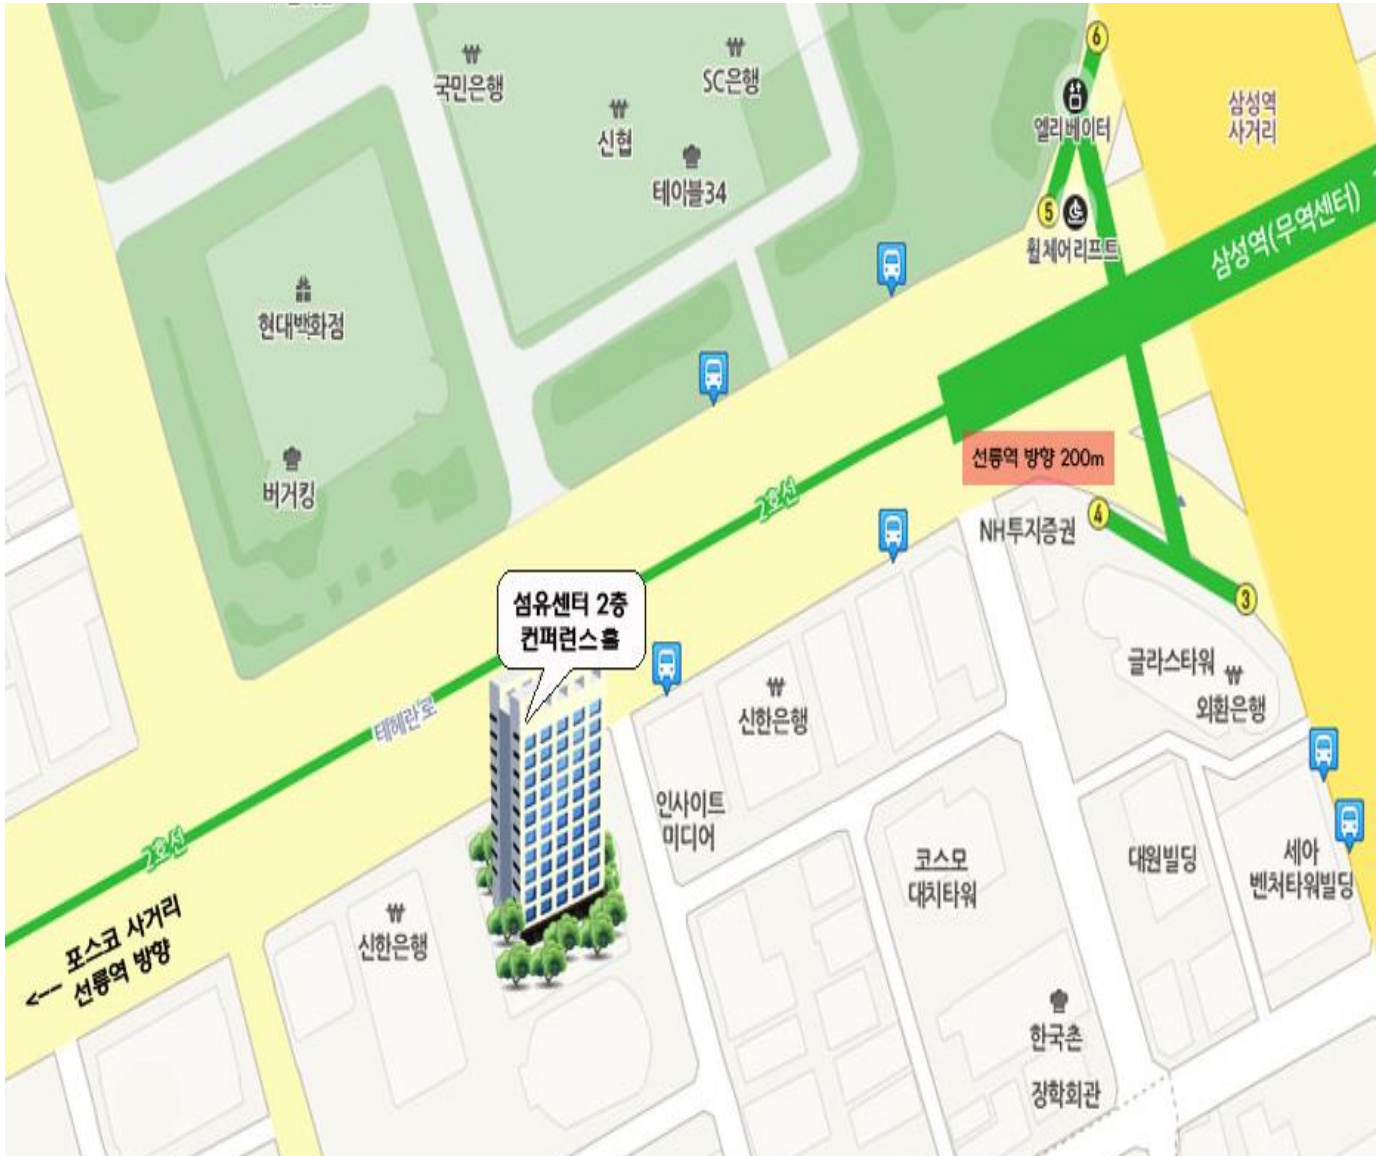 6
국민은행
SC은행
신협
테이블34
엘리베이터
삼성역
사거리
5
휠체어리프트
삼성역(무역센터)
현대백화점
버거킹
2호선
선릉역 방향 200m
NH투자증권
4
3
섬유센터 2층
컨퍼런스 홀
글라스타워
외환은행
신한은행
테헤란로
인사이트
미디어
2호선
코스모
대치타워
대원빌딩
세아
벤처타워빌딩
포스코 사거리
<-- 선릉역 방향
신한은행
한국촌
장학회관